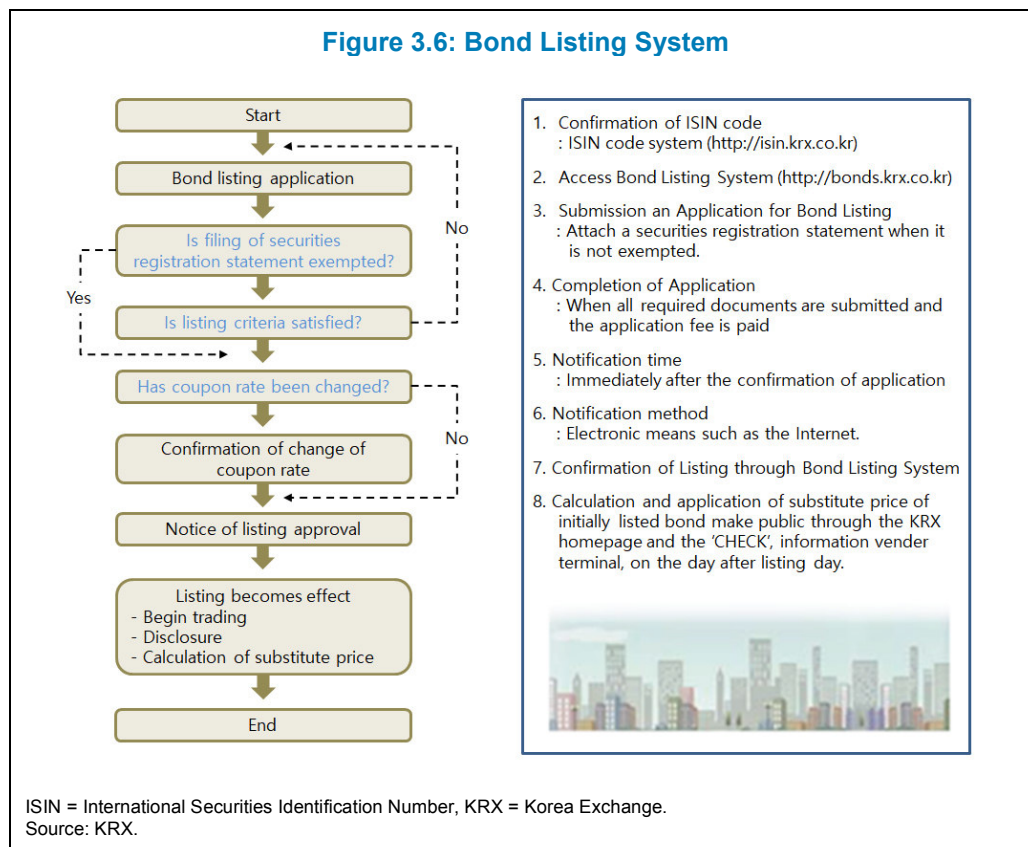 Figure 3.6: Bond Listing System
Start
Bond listing application
No
Is filing of securities
registration statement exempted?
Yes
Is listing criteria satisfied?
Has coupon rate been changed?
No
Confirmation of change of
coupon rate
Notice of listing approval
Listing becomes effect
- Begin trading
- Disclosure
- Calculation of substitute price
End
1. Confirmation of ISIN code
: ISIN code system (http://isin.krx.co.kr)
2. Access Bond Listing System (http://bonds.krx.co.kr)
3. Submission an Application for Bond Listing
: Attach a securities registration statement when it
is not exempted.
4. Completion of Application
: When all required documents are submitted and
the application fee is paid
5. Notification time
: Immediately after the confirmation of application
6. Notification method
: Electronic means such as the Internet.
7. Confirmation of Listing through Bond Listing System
8. Calculation and application of substitute price of
initially listed bond make public through the KRX
homepage and the ‘CHECK’, information vender
terminal, on the day after listing day.
ISIN = International Securities Identification Number, KRX = Korea Exchange.
Source: KRX.